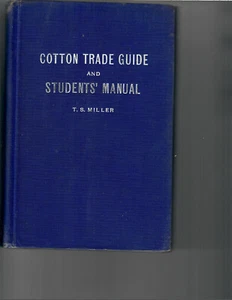 COTTON TRADE GUIDE
AND
STUDENTS' MANUAL
T. S. MILLER